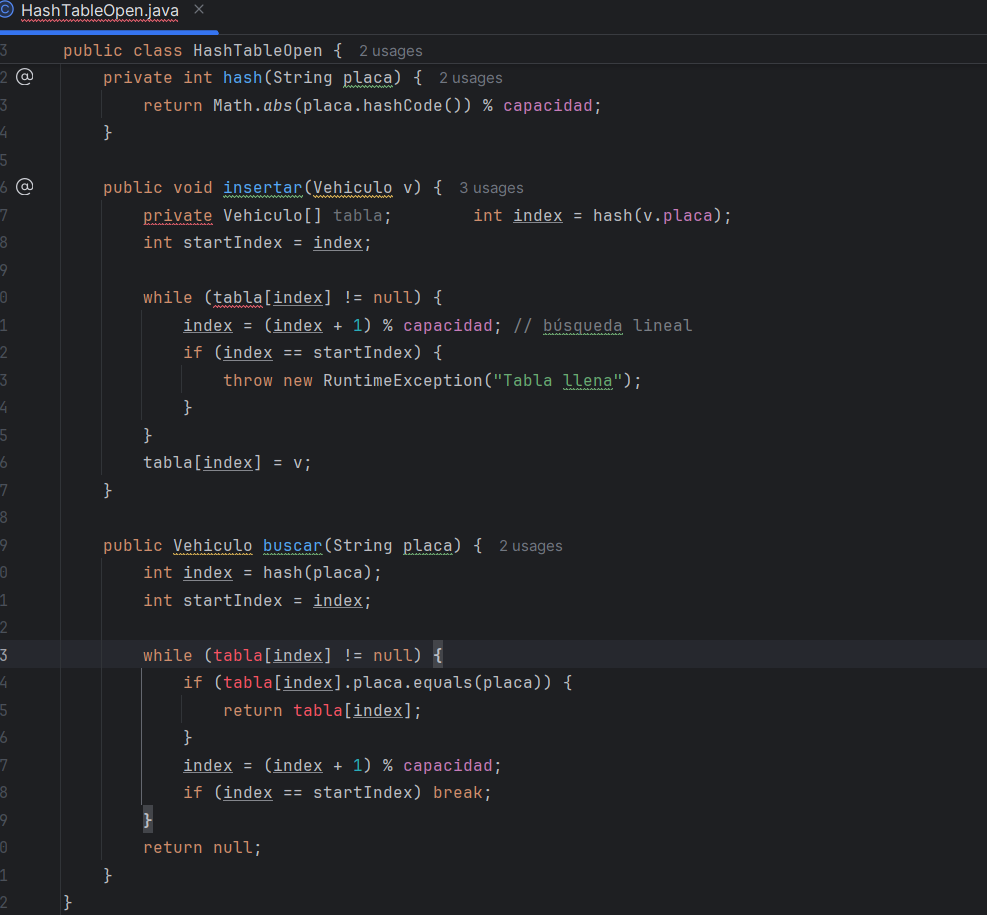 HashTableOpen.java
3 public class HashTableOpen { 2 usages
2 @ private int hash(String placa) { 2 usages
3 return Math.abs(placa.hashCode()) % capacidad;
4 }
5
6 @ public void insertar(Vehiculo v) { 3 usages
7 private Vehiculo[] tabla; int index = hash(v.placa);
8 int startIndex = index;
9
0 while (tabla[index] != null) {
1 index = (index + 1) % capacidad; // búsqueda lineal
2 if (index == startIndex) {
3 throw new RuntimeException("Tabla llena");
4 }
5 }
6 tabla[index] = v;
7 }
8
9 public Vehiculo buscar(String placa) { 2 usages
0 int index = hash(placa);
1 int startIndex = index;
2
3 while (tabla[index] != null) {
4 if (tabla[index].placa.equals(placa)) {
5 return tabla[index];
6 }
7 index = (index + 1) % capacidad;
8 if (index == startIndex) break;
9 }
0 return null;
1 }
2 }